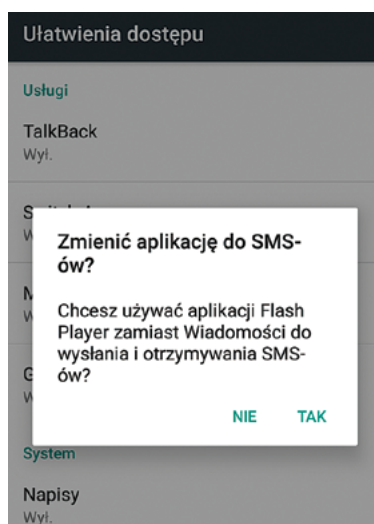 Ułatwienia dostępu
Usługi
TalkBack
Wył.
Zmienić aplikację do SMS-
ów?
Chcesz używać aplikacji Flash
Player zamiast Wiadomości do
wysłania i otrzymywania SMS-
ów?
NIE TAK
System
Napisy
Wył.